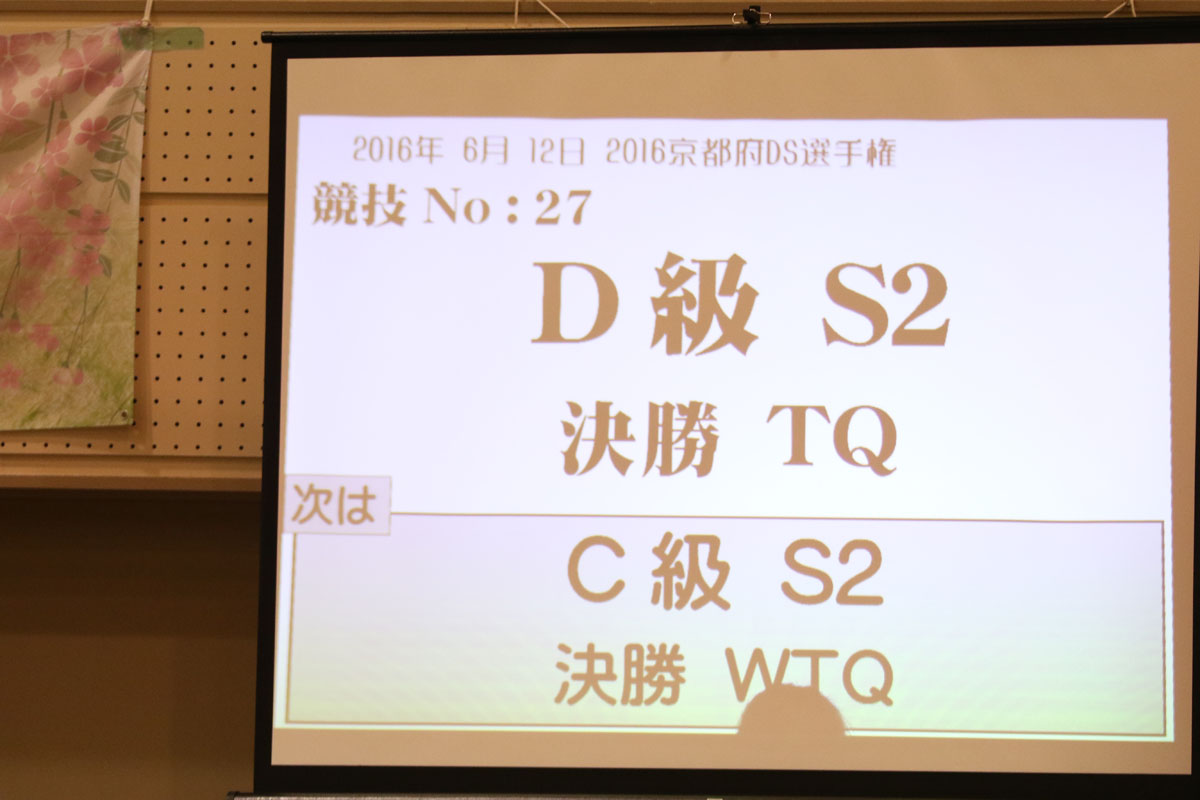 2016年 6月 12日 2016京都府DS選手権
競技 No：27
D級 S2
決勝 TQ
次は
C級 S2
決勝 WTQ